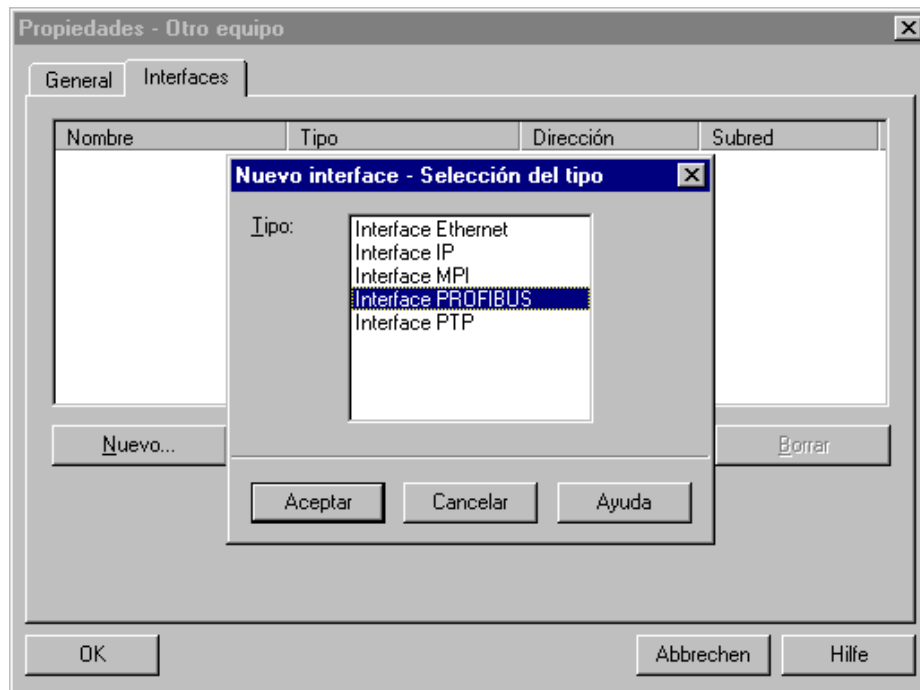 Propiedades - Otro equipo
General Interfaces
Nombre Tipo Dirección Subred
Nuevo interface - Selección del tipo
Tipo:
Interface Ethernet
Interface IP
Interface MPI
Interface PROFIBUS
Interface PTP
Nuevo... Borrar
Aceptar Cancelar Ayuda
OK Abbrechen Hilfe